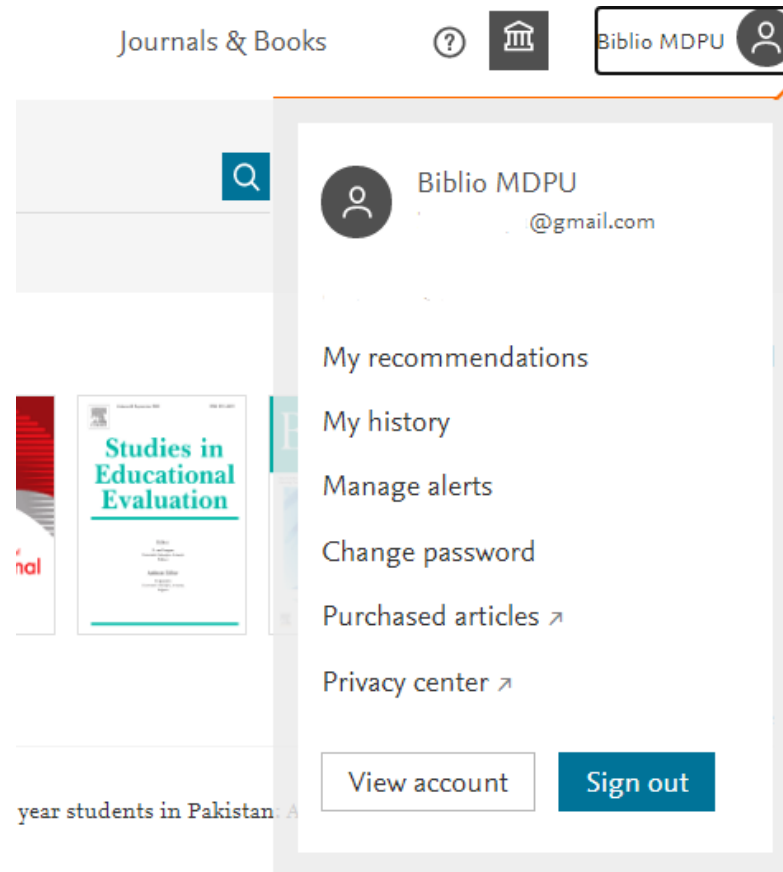 Journals & Books
?
Biblio MDPU
Biblio MDPU
@gmail.com
My recommendations
My history
Manage alerts
Change password
Purchased articles ↗
Privacy center ↗
View account
Sign out
Studies in
Educational
Evaluation
nal
year students in Pakistan: A